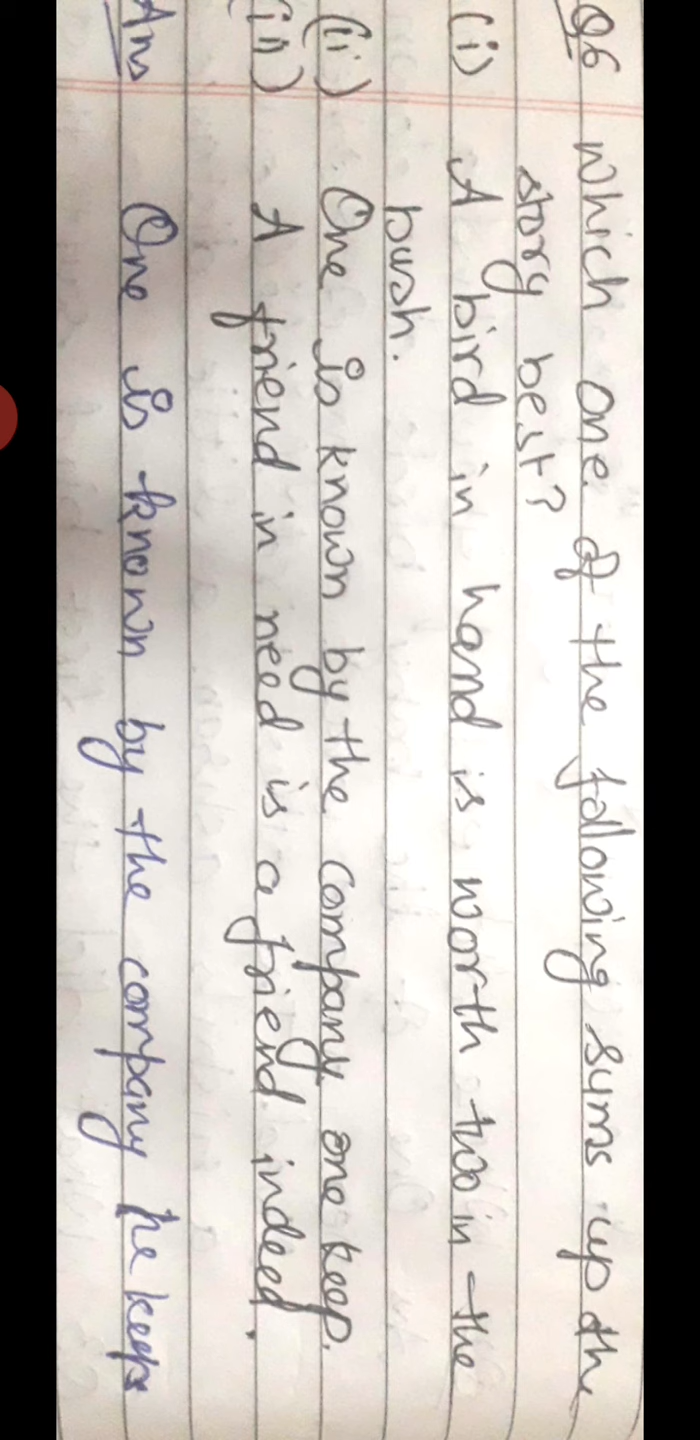 Q6 Which one of the following sums up the
story best?
(i) A bird in hand is worth two in the
bush.
(ii) One is known by the company one keep.
(iii) A friend in need is a friend indeed.
Ans One is known by the company he keeps